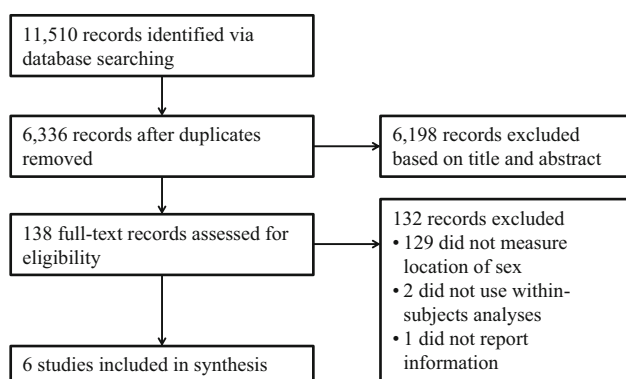 11,510 records identified via
database searching
6,336 records after duplicates
removed
6,198 records excluded
based on title and abstract
138 full-text records assessed for
eligibility
132 records excluded
• 129 did not measure
location of sex
• 2 did not use within-
subjects analyses
• 1 did not report
information
6 studies included in synthesis